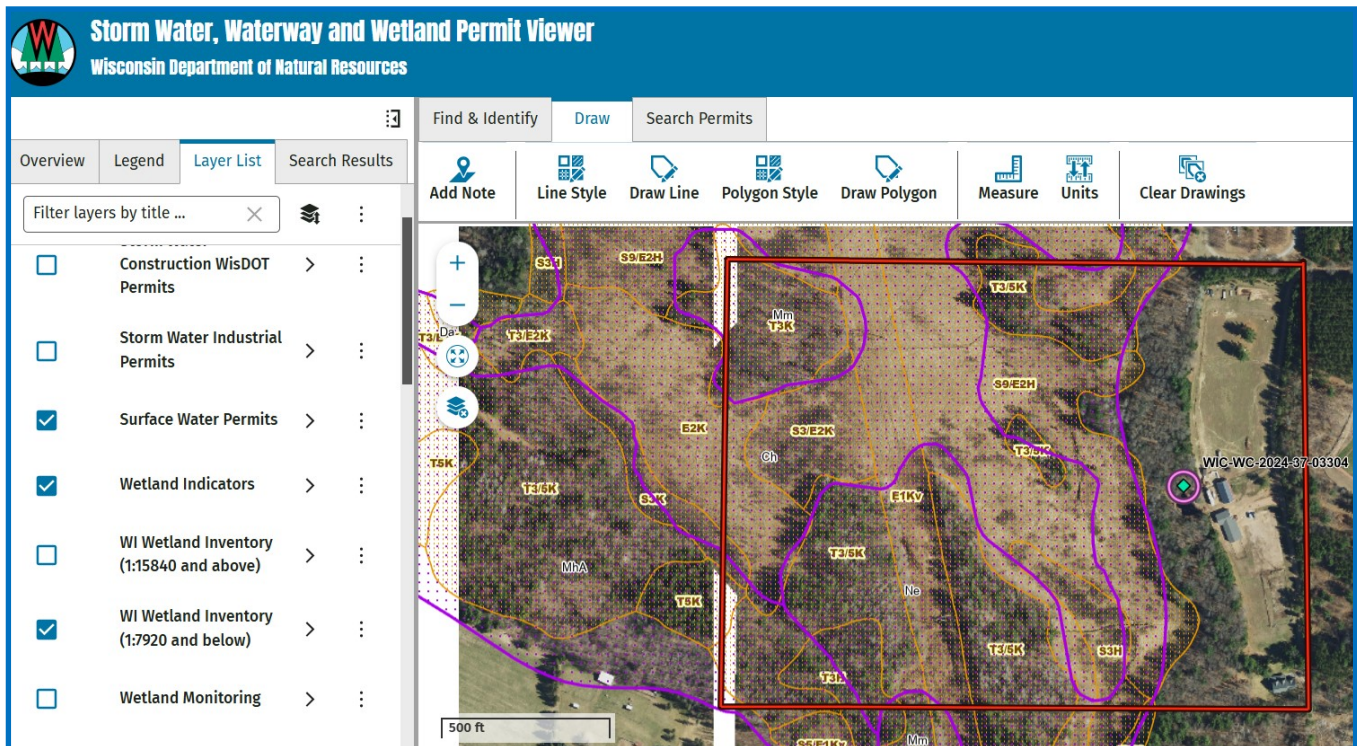 Storm Water, Waterway and Wetland Permit Viewer
Wisconsin Department of Natural Resources
Overview
Legend
Layer List
Search Results
Filter layers by title ...
Construction WisDOT
Permits
Storm Water Industrial
Permits
Surface Water Permits
Wetland Indicators
WI Wetland Inventory
(1:15840 and above)
WI Wetland Inventory
(1:7920 and below)
Wetland Monitoring
Find & Identify
Draw
Search Permits
Add Note
Line Style
Draw Line
Polygon Style
Draw Polygon
Measure
Units
Clear Drawings
+
−
S3H
S9/E2H
T3/5K
Mm
T3K
Da
T3/E2K
S9/E2H
E2K
S3/E2K
Ch
T5K
WIC-WC-2024-37-03304
T3/5K
S3K
E1Kv
T3/5K
MhA
Ne
T5K
T3/5K
S3H
500 ft
Mm